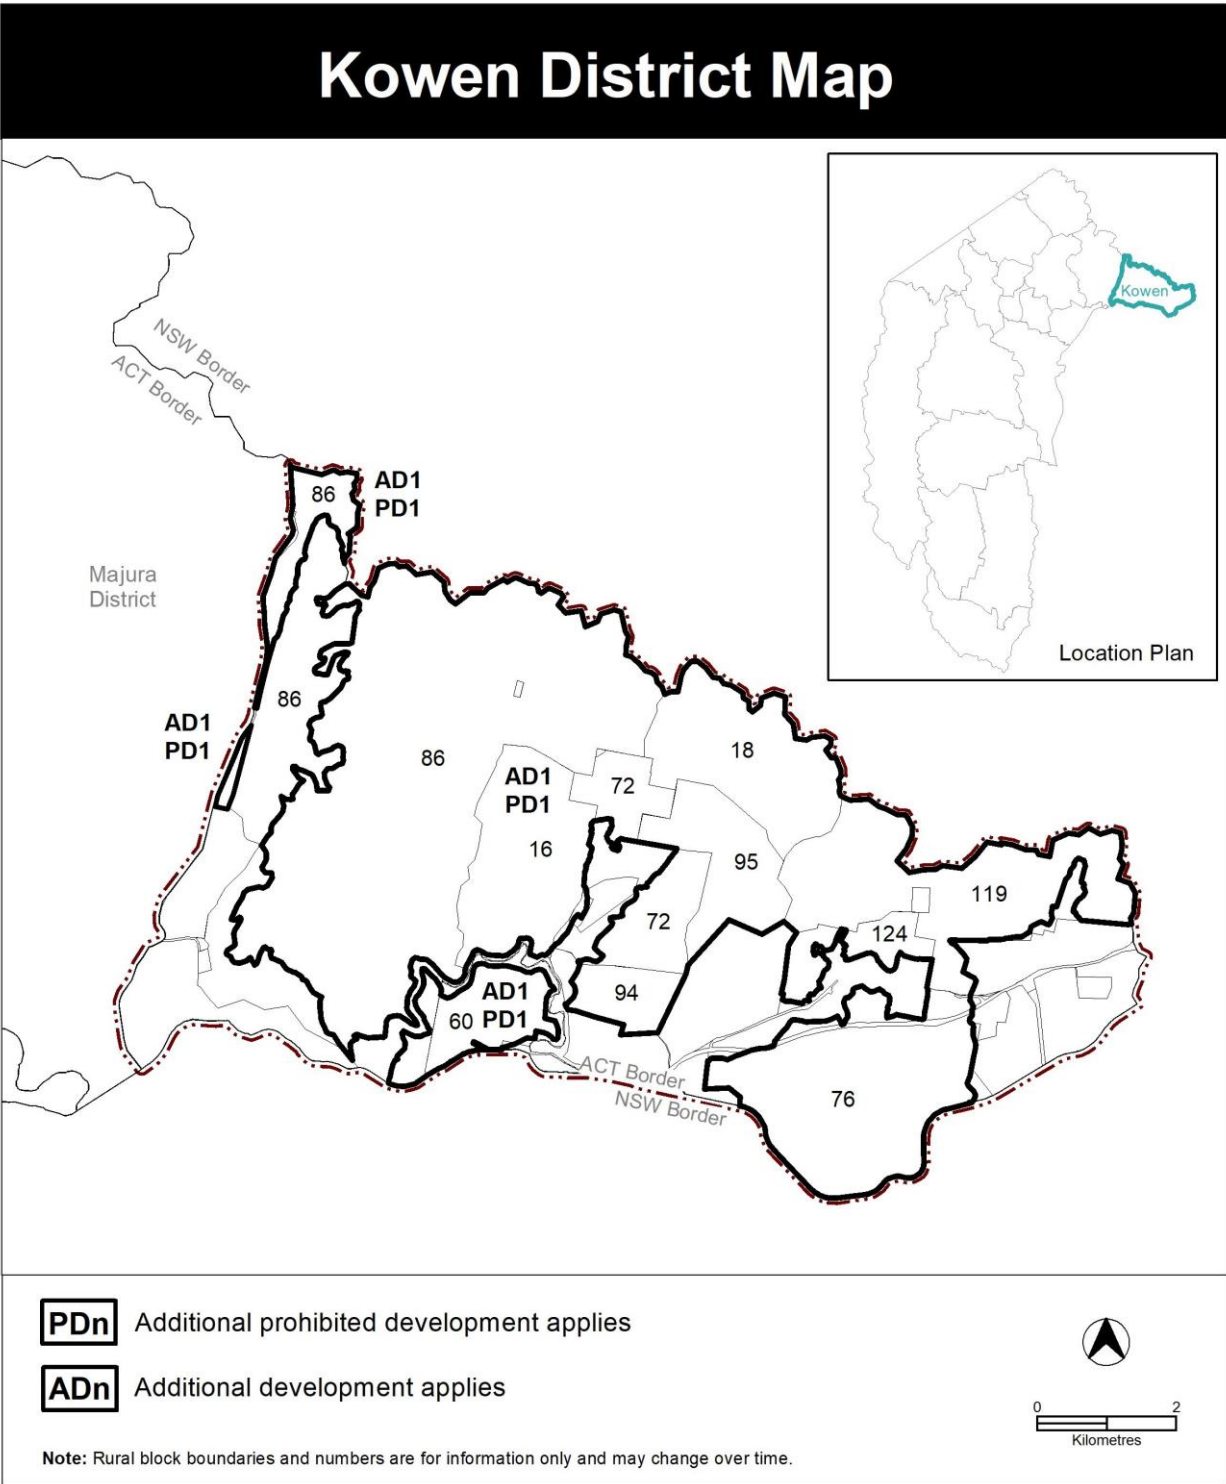 Kowen District Map
Kowen
Location Plan
NSW Border
ACT Border
86
AD1
PD1
Majura
District
86
AD1
PD1
86
AD1
PD1
16
72
18
95
72
94
119
124
AD1
60 PD1
ACT Border
NSW Border
76
PDn Additional prohibited development applies
ADn Additional development applies
0 2
Kilometres
Note: Rural block boundaries and numbers are for information only and may change over time.